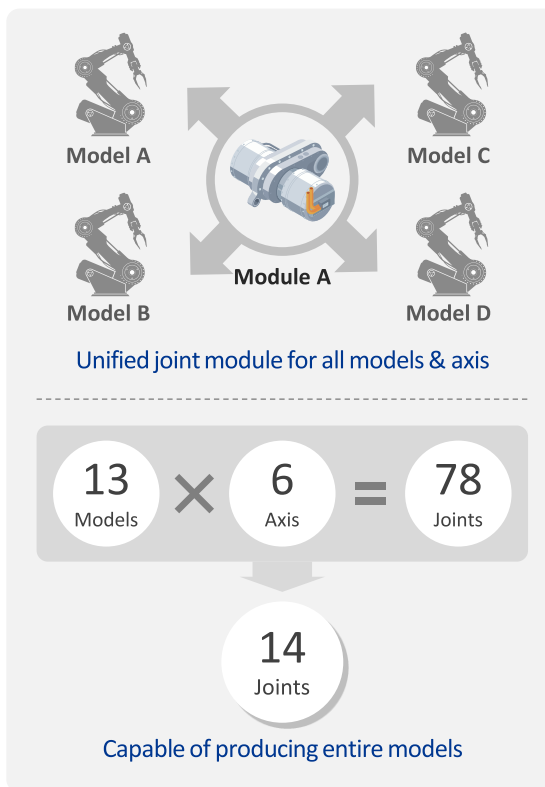 Model A
Model C
Model B
Model D
Module A
Unified joint module for all models & axis
13
Models
×
6
Axis
=
78
Joints
14
Joints
Capable of producing entire models